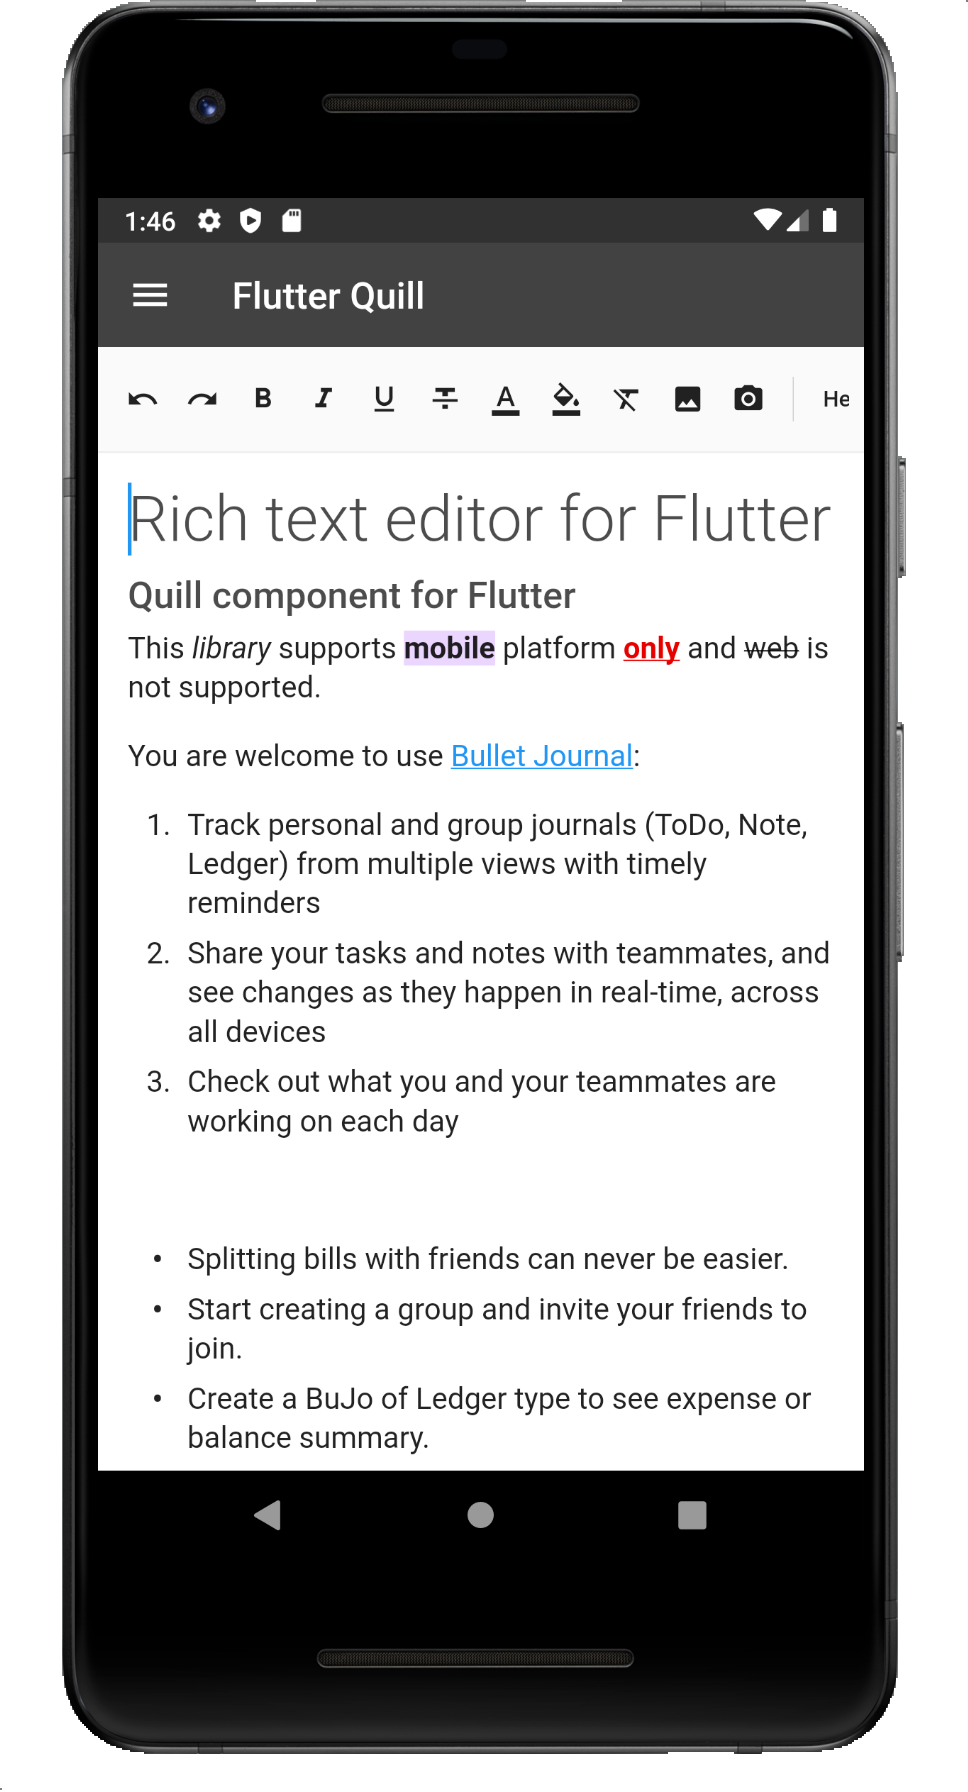 1:46
Flutter Quill
B I U A He
Rich text editor for Flutter
Quill component for Flutter
This library supports mobile platform only and web is
not supported.
You are welcome to use Bullet Journal:
1. Track personal and group journals (ToDo, Note,
Ledger) from multiple views with timely
reminders
2. Share your tasks and notes with teammates, and
see changes as they happen in real-time, across
all devices
3. Check out what you and your teammates are
working on each day
• Splitting bills with friends can never be easier.
• Start creating a group and invite your friends to
join.
• Create a BuJo of Ledger type to see expense or
balance summary.